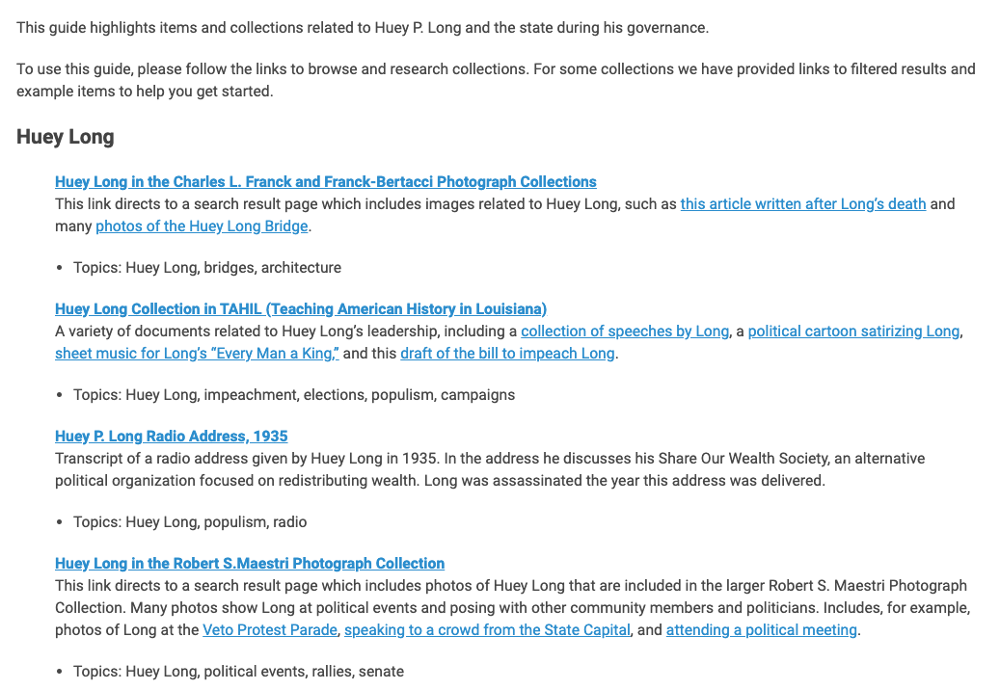 This guide highlights items and collections related to Huey P. Long and the state during his governance.
To use this guide, please follow the links to browse and research collections. For some collections we have provided links to filtered results and
example items to help you get started.
Huey Long
Huey Long in the Charles L. Franck and Franck-Bertacci Photograph Collections
This link directs to a search result page which includes images related to Huey Long, such as this article written after Long’s death and
many photos of the Huey Long Bridge.
• Topics: Huey Long, bridges, architecture
Huey Long Collection in TAHIL (Teaching American History in Louisiana)
A variety of documents related to Huey Long’s leadership, including a collection of speeches by Long, a political cartoon satirizing Long,
sheet music for Long’s “Every Man a King,” and this draft of the bill to impeach Long.
• Topics: Huey Long, impeachment, elections, populism, campaigns
Huey P. Long Radio Address, 1935
Transcript of a radio address given by Huey Long in 1935. In the address he discusses his Share Our Wealth Society, an alternative
political organization focused on redistributing wealth. Long was assassinated the year this address was delivered.
• Topics: Huey Long, populism, radio
Huey Long in the Robert S.Maestri Photograph Collection
This link directs to a search result page which includes photos of Huey Long that are included in the larger Robert S. Maestri Photograph
Collection. Many photos show Long at political events and posing with other community members and politicians. Includes, for example,
photos of Long at the Veto Protest Parade, speaking to a crowd from the State Capital, and attending a political meeting.
• Topics: Huey Long, political events, rallies, senate